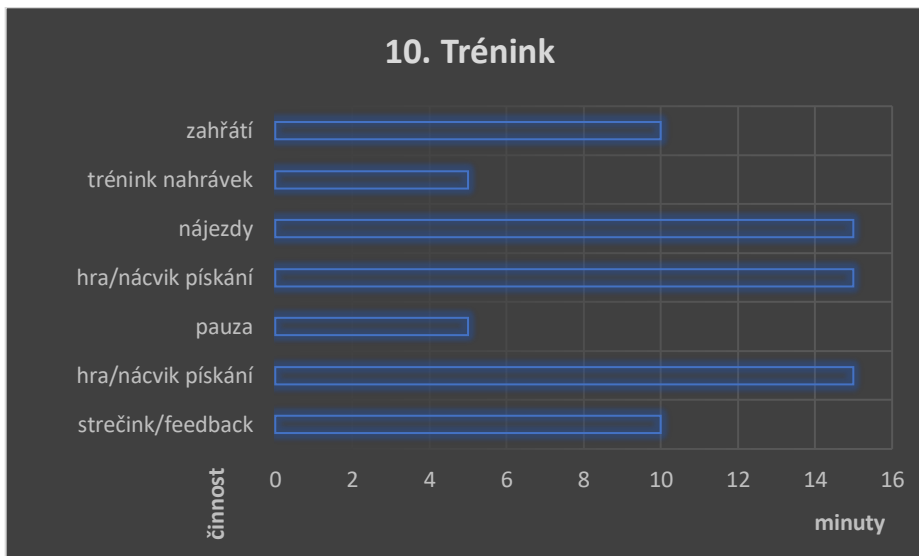 10. Trénink
zahřátí
trénink nahrávek
nájezdy
hra/nácvik pískání
pauza
hra/nácvik pískání
strečink/feedback
činnost
0 2 4 6 8 10 12 14 16
minuty